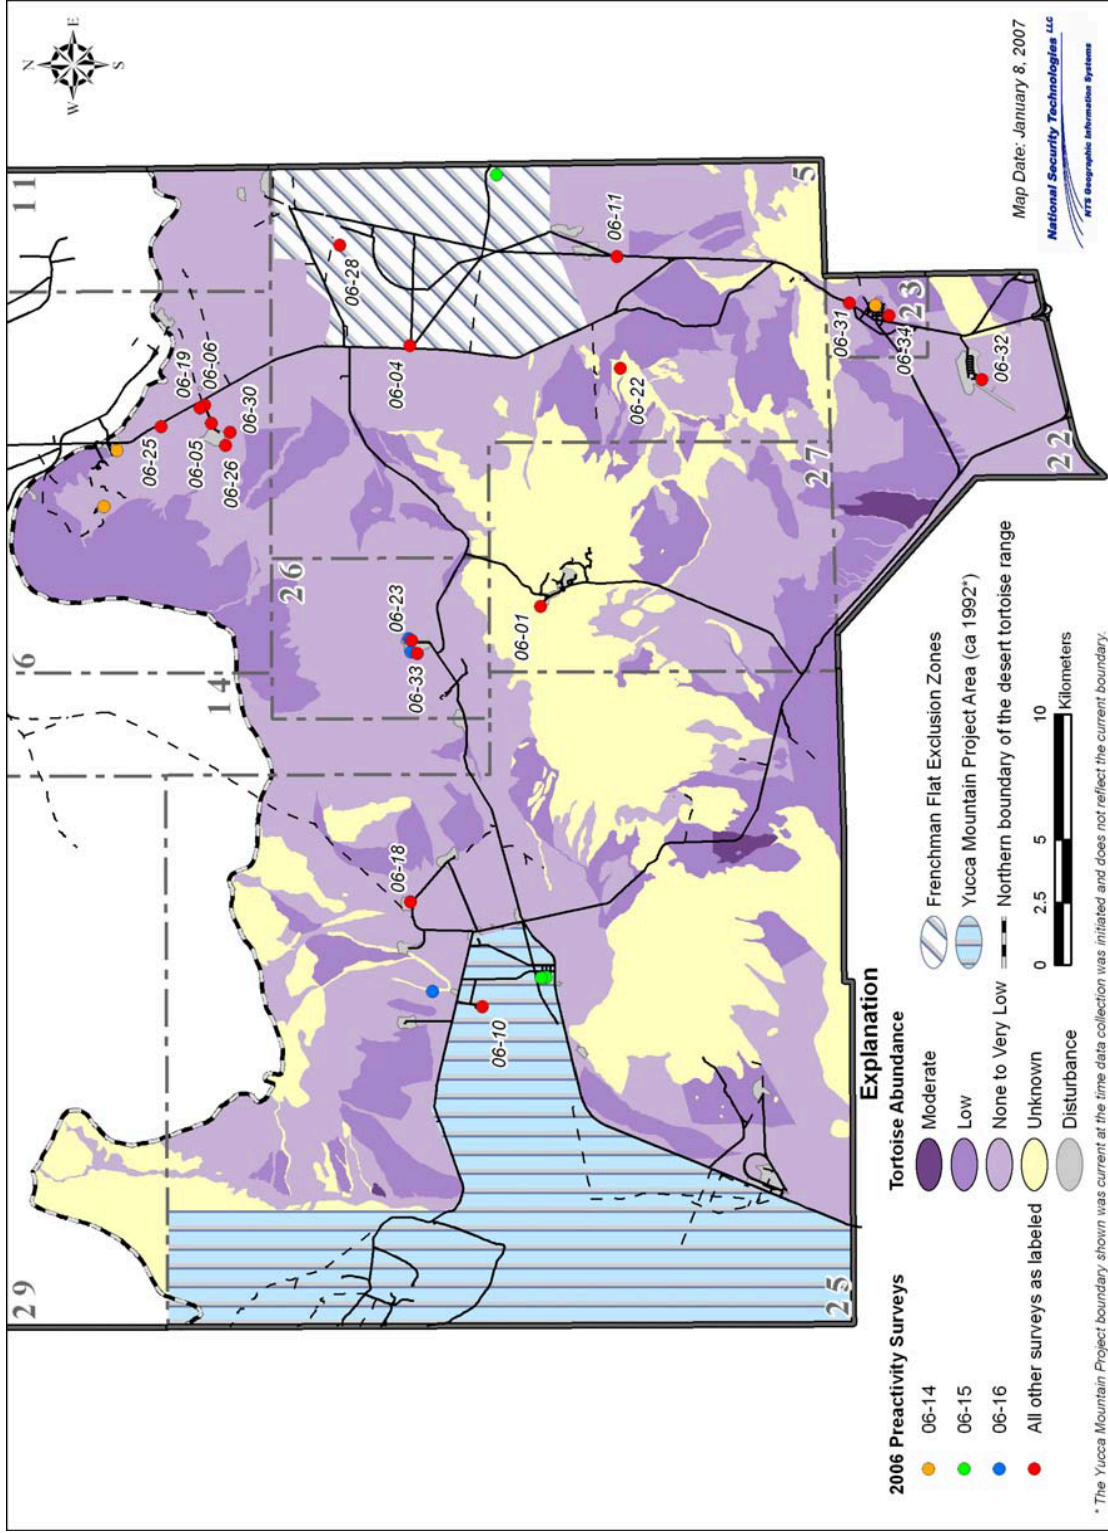 N
W
E
S
29
14
6
11
26
25
27
5
23
22
06-25
06-19
06-06
06-05
06-26
06-30
06-28
06-04
06-11
06-22
06-31
06-34
06-32
06-23
06-33
06-01
06-18
06-10
Map Date: January 8, 2007
National Security Technologies LLC
NTS Geographic Information Systems
Explanation
2006 Preactivity Surveys
06-14
06-15
06-16
All other surveys as labeled
Tortoise Abundance
Moderate
Low
None to Very Low
Unknown
Disturbance
Frenchman Flat Exclusion Zones
Yucca Mountain Project Area (ca 1992*)
Northern boundary of the desert tortoise range
0 2.5 5 10
Kilometers
* The Yucca Mountain Project boundary shown was current at the time data collection was initiated and does not reflect the current boundary.